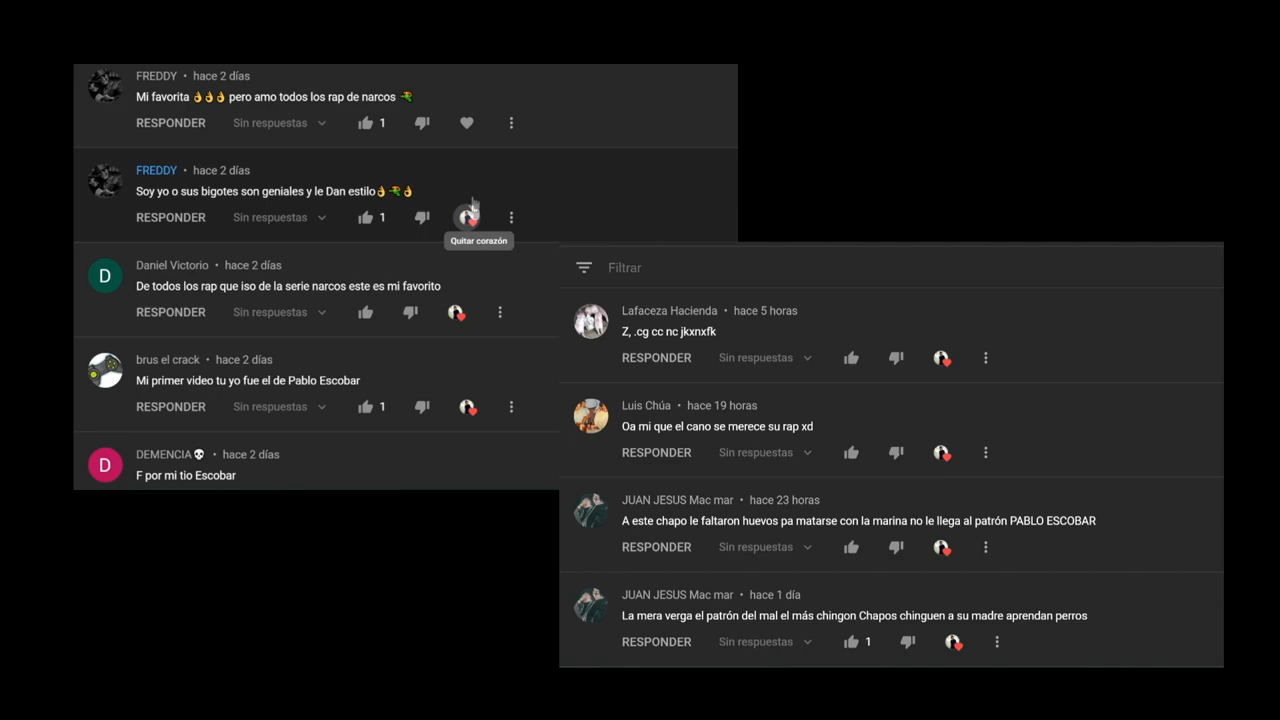 FREDDY • hace 2 días
Mi favorita 👌👌👌 pero amo todos los rap de narcos 🔫
RESPONDER Sin respuestas 1
FREDDY • hace 2 días
Soy yo o sus bigotes son geniales y le Dan estilo👌🔫👌
RESPONDER Sin respuestas 1
Quitar corazón
D Daniel Victorio • hace 2 días
De todos los rap que iso de la serie narcos este es mi favorito
RESPONDER Sin respuestas
brus el crack • hace 2 días
Mi primer video tu yo fue el de Pablo Escobar
RESPONDER Sin respuestas 1
D DEMENCIA💀 • hace 2 días
F por mi tio Escobar
Filtrar
Lafaceza Hacienda • hace 5 horas
Z, .cg cc nc jkxnxfk
RESPONDER Sin respuestas
Luis Chúa • hace 19 horas
Oa mi que el cano se merece su rap xd
RESPONDER Sin respuestas
JUAN JESUS Mac mar • hace 23 horas
A este chapo le faltaron huevos pa matarse con la marina no le llega al patrón PABLO ESCOBAR
RESPONDER Sin respuestas
JUAN JESUS Mac mar • hace 1 día
La mera verga el patrón del mal el más chingon Chapos chinguen a su madre aprendan perros
RESPONDER Sin respuestas 1